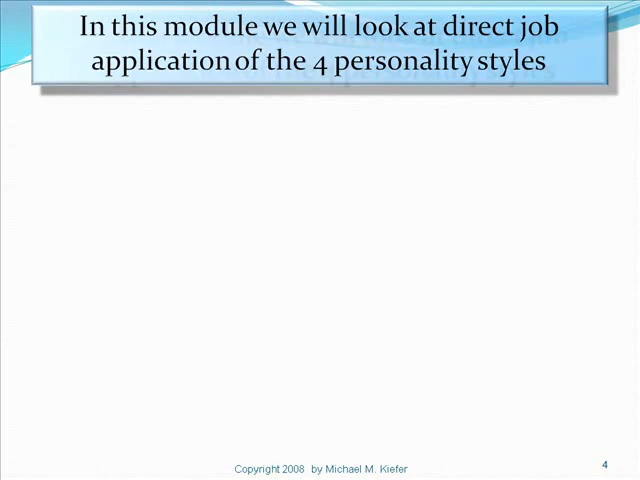 In this module we will look at direct job
application of the 4 personality styles
Copyright 2008 by Michael M. Kiefer
4